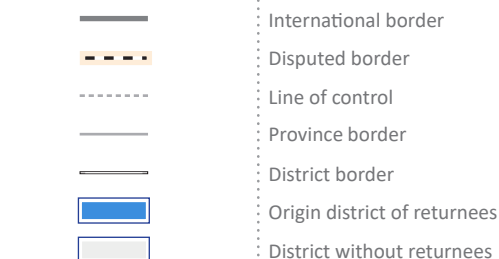 International border
Disputed border
Line of control
Province border
District border
Origin district of returnees
District without returnees